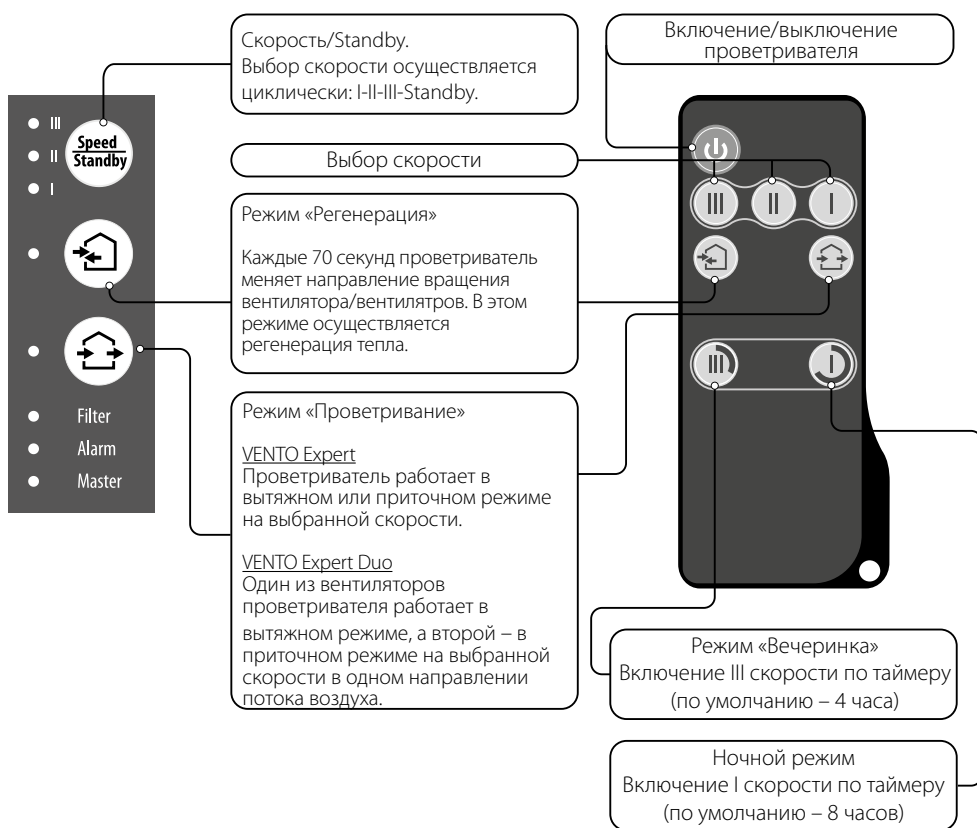 Скорость/Standby.
Выбор скорости осуществляется
циклически: I-II-III-Standby.
Включение/выключение
проветривателя
III
II
I
Speed
Standby
Выбор скорости
III
II
I
Режим «Регенерация»
Каждые 70 секунд проветриватель
меняет направление вращения
вентилятора/вентилятров. В этом
режиме осуществляется
регенерация тепла.
III
I
Filter
Alarm
Master
Режим «Проветривание»
VENTO Expert
Проветриватель работает в
вытяжном или приточном режиме
на выбранной скорости.
VENTO Expert Duo
Один из вентиляторов
проветривателя работает в
вытяжном режиме, а второй – в
приточном режиме на выбранной
скорости в одном направлении
потока воздуха.
Режим «Вечеринка»
Включение III скорости по таймеру
(по умолчанию – 4 часа)
Ночной режим
Включение I скорости по таймеру
(по умолчанию – 8 часов)